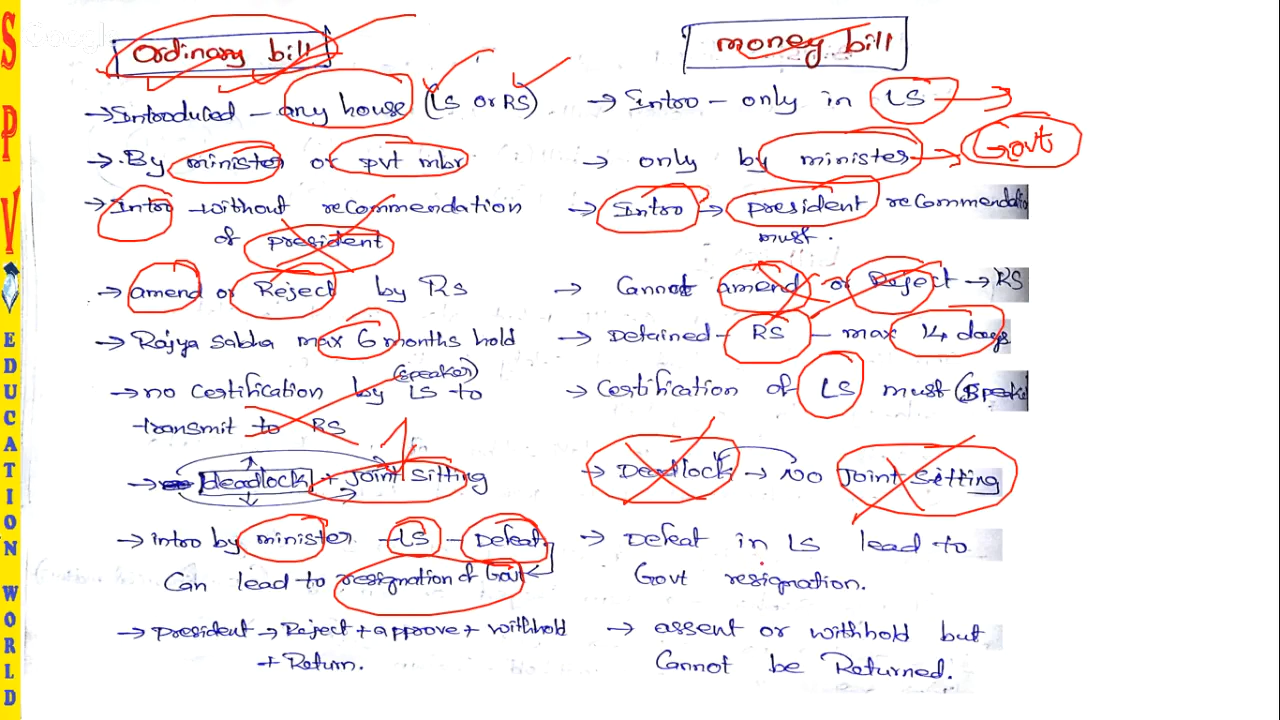 SPV EDUCATION WORLD
Google
Ordinary bill
→ Introduced - any house (LS or RS)
→ By minister or pvt mbr
→ Intro - without recommendation
of president
→ amend or Reject by RS
→ Rajya sabha max 6 months hold
(speaker)
→ no certification by LS to
transmit to RS
→ Deadlock + Joint Sitting
→ intro by minister - LS - Defeat
Can lead to resignation of Govt
→ president → Reject + approve + withhold
+ Return.
money bill
→ Intro - only in LS →
→ only by minister → Govt
→ Intro → president recommendatio
must.
→ Cannot amend or Reject → RS
→ Detained - RS - max 14 days
→ Certification of LS must (Speake
→ Deadlock → No Joint Sitting
→ Defeat in LS lead to
Govt resignation.
→ assent or withhold but
Cannot be Returned.